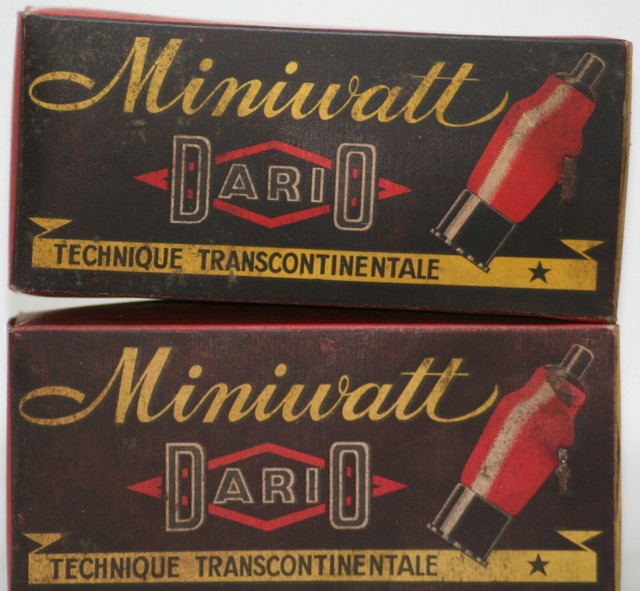 Miniwatt
DARIO
TECHNIQUE TRANSCONTINENTALE
Miniwatt
DARIO
TECHNIQUE TRANSCONTINENTALE